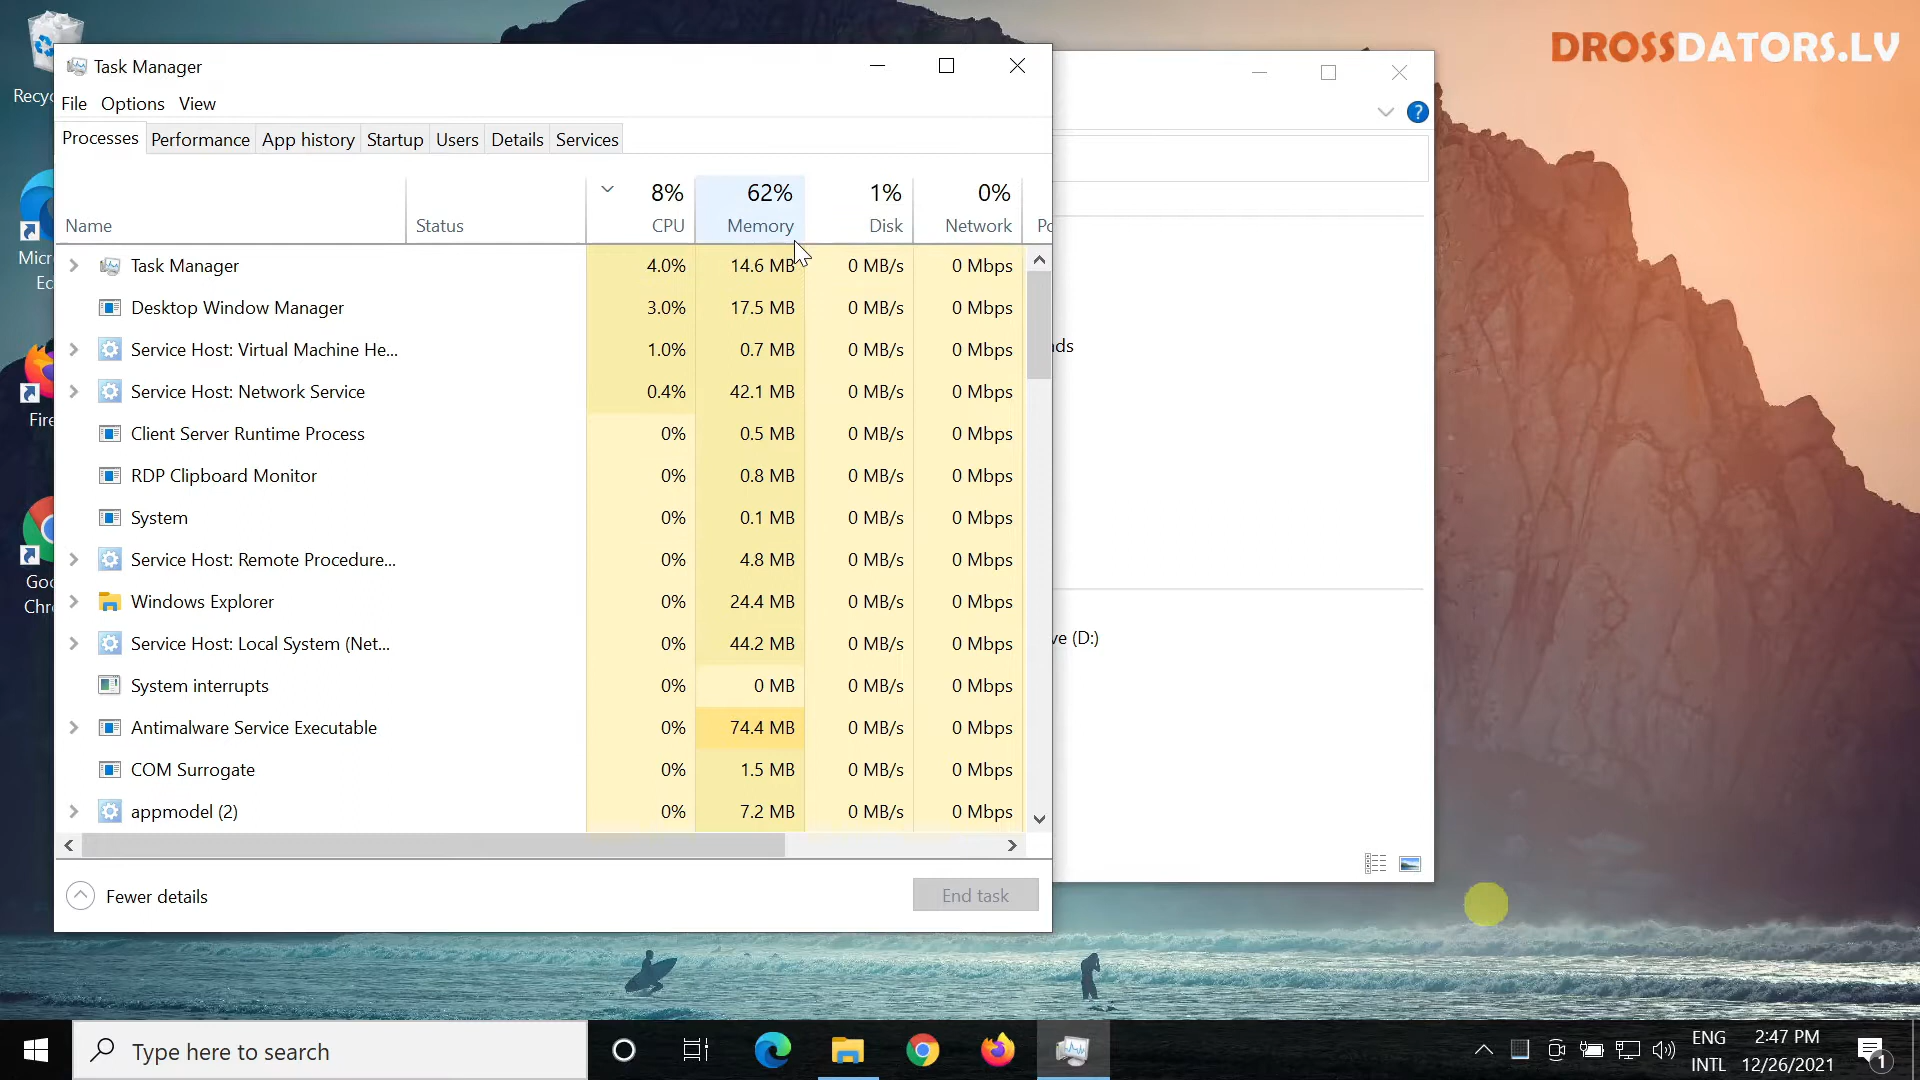 DROSSDATORS.LV
Recyc
Task Manager
File Options View
Processes Performance App history Startup Users Details Services
8% 62% 1% 0%
Name Status CPU Memory Disk Network Po
Task Manager 4.0% 14.6 MB 0 MB/s 0 Mbps
Desktop Window Manager 3.0% 17.5 MB 0 MB/s 0 Mbps
Service Host: Virtual Machine He... 1.0% 0.7 MB 0 MB/s 0 Mbps
Service Host: Network Service 0.4% 42.1 MB 0 MB/s 0 Mbps
Client Server Runtime Process 0% 0.5 MB 0 MB/s 0 Mbps
RDP Clipboard Monitor 0% 0.8 MB 0 MB/s 0 Mbps
System 0% 0.1 MB 0 MB/s 0 Mbps
Service Host: Remote Procedure... 0% 4.8 MB 0 MB/s 0 Mbps
Windows Explorer 0% 24.4 MB 0 MB/s 0 Mbps
Service Host: Local System (Net... 0% 44.2 MB 0 MB/s 0 Mbps
System interrupts 0% 0 MB 0 MB/s 0 Mbps
Antimalware Service Executable 0% 74.4 MB 0 MB/s 0 Mbps
COM Surrogate 0% 1.5 MB 0 MB/s 0 Mbps
appmodel (2) 0% 7.2 MB 0 MB/s 0 Mbps
Fewer details End task
?
ds
ve (D:)
Micr
Ec
Fire
Goo
Chr
Type here to search
ENG
INTL
2:47 PM
12/26/2021
1